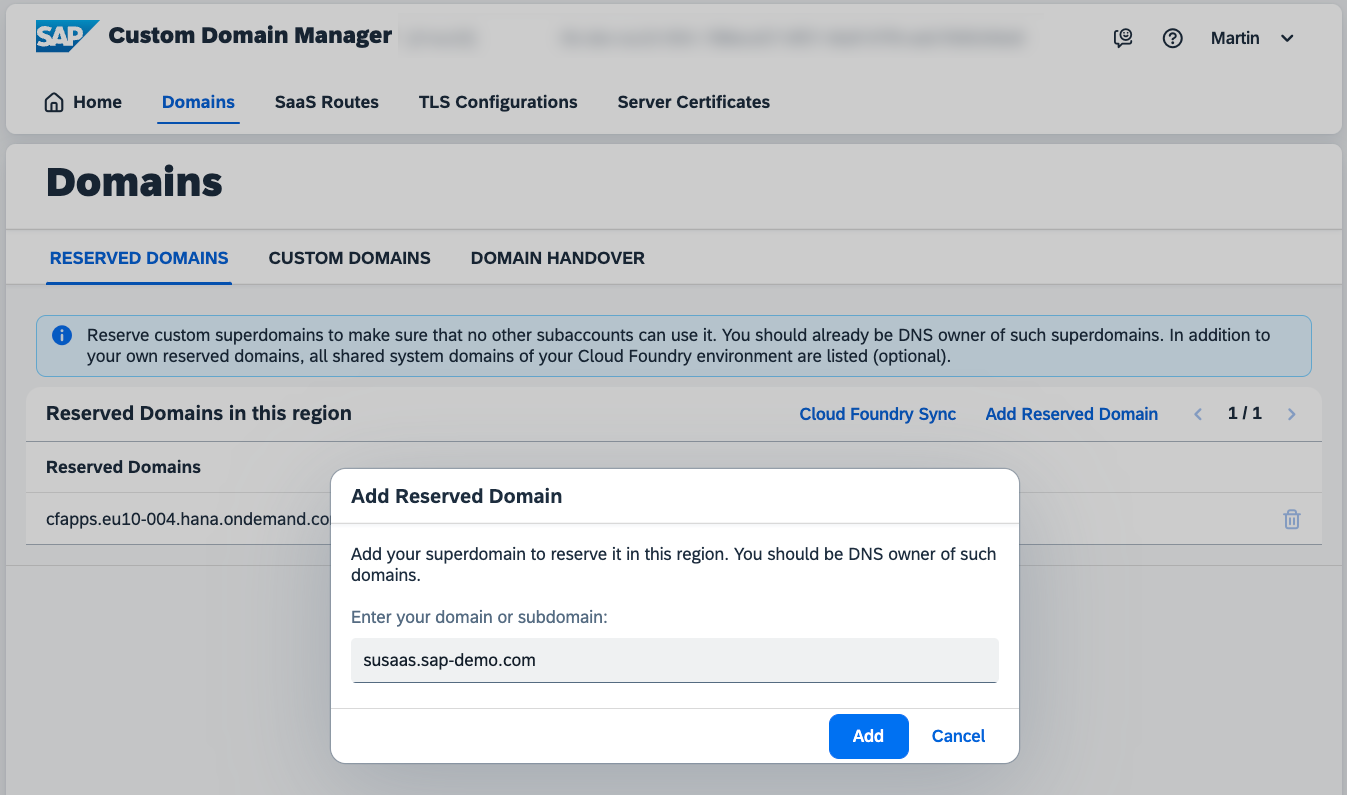 SAP Custom Domain Manager
Martin
Home Domains SaaS Routes TLS Configurations Server Certificates
Domains
RESERVED DOMAINS CUSTOM DOMAINS DOMAIN HANDOVER
Reserve custom superdomains to make sure that no other subaccounts can use it. You should already be DNS owner of such superdomains. In addition to
your own reserved domains, all shared system domains of your Cloud Foundry environment are listed (optional).
Reserved Domains in this region Cloud Foundry Sync Add Reserved Domain 1 / 1
Reserved Domains
cfapps.eu10-004.hana.ondemand.co
Add Reserved Domain
Add your superdomain to reserve it in this region. You should be DNS owner of such
domains.
Enter your domain or subdomain:
susaas.sap-demo.com
Add Cancel